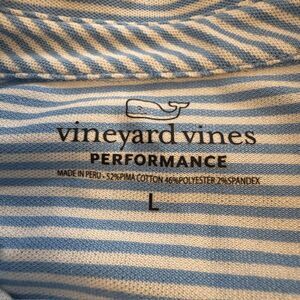 vineyard vines
PERFORMANCE
MADE IN PERU - 52%PIMA COTTON 46%POLYESTER 2%SPANDEX
L